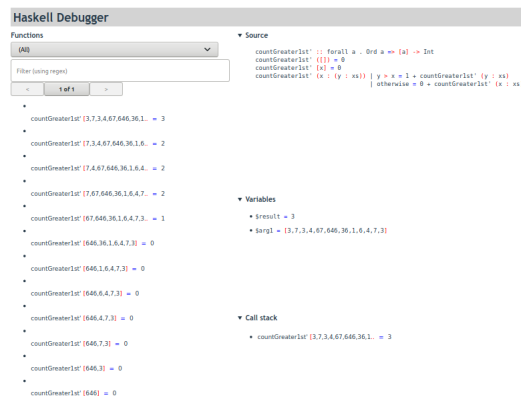 Haskell Debugger
Functions
(All)
Filter (using regex)
< 1 of 1 >
countGreater1st' [3,7,3,4,67,646,36,1.. = 3
countGreater1st' [7,3,4,67,646,36,1,6.. = 2
countGreater1st' [7,4,67,646,36,1,6,4.. = 2
countGreater1st' [7,67,646,36,1,6,4,7.. = 2
countGreater1st' [67,646,36,1,6,4,7,3.. = 1
countGreater1st' [646,36,1,6,4,7,3] = 0
countGreater1st' [646,1,6,4,7,3] = 0
countGreater1st' [646,6,4,7,3] = 0
countGreater1st' [646,4,7,3] = 0
countGreater1st' [646,7,3] = 0
countGreater1st' [646,3] = 0
countGreater1st' [646] = 0
▼ Source
countGreater1st' :: forall a . Ord a => [a] -> Int
countGreater1st' ([]) = 0
countGreater1st' [x] = 0
countGreater1st' (x : (y : xs)) | y > x = 1 + countGreater1st' (y : xs)
| otherwise = 0 + countGreater1st' (x : xs
▼ Variables
• $result = 3
• $arg1 = [3,7,3,4,67,646,36,1,6,4,7,3]
▼ Call stack
• countGreater1st' [3,7,3,4,67,646,36,1.. = 3